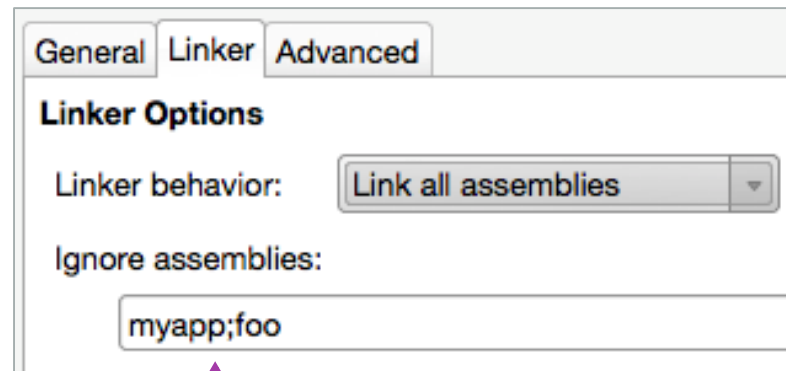 General Linker Advanced
Linker Options
Linker behavior: Link all assemblies
Ignore assemblies:
myapp;foo